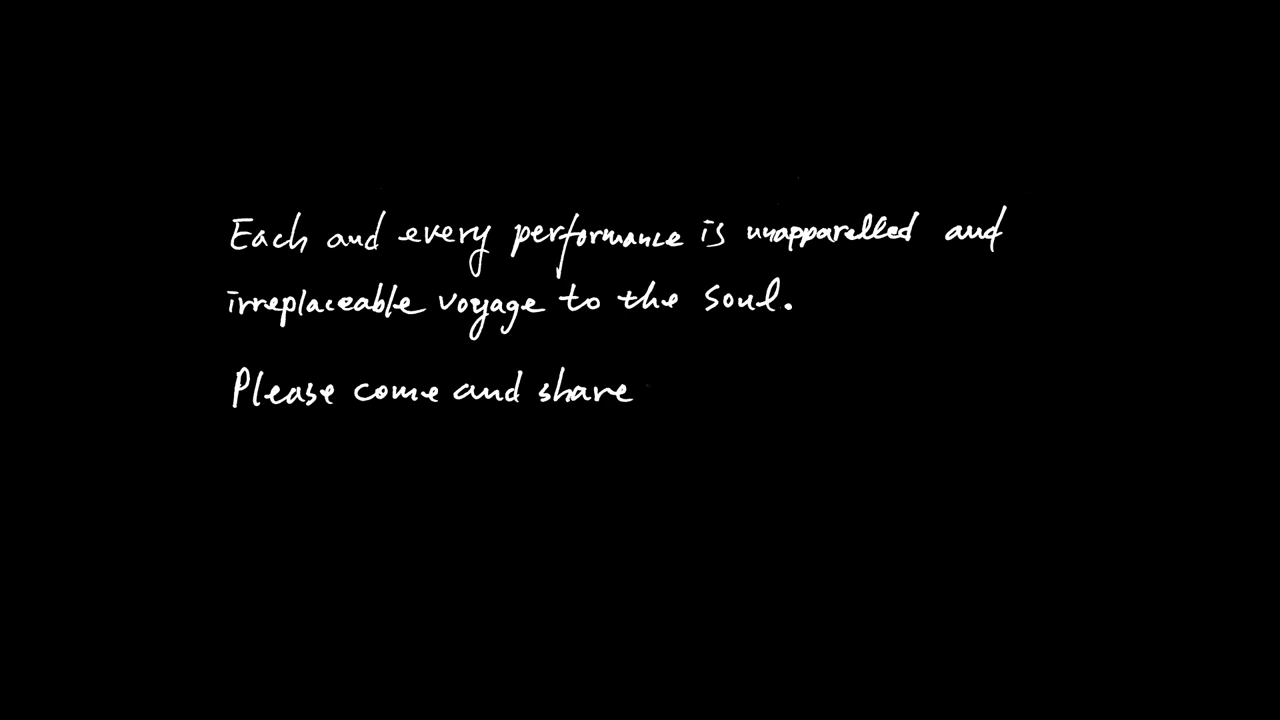 Each and every performance is unapparelled and
irreplaceable voyage to the soul.
Please come and share